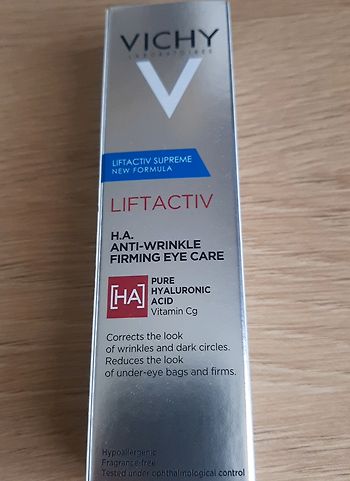 VICHY
LABORATOIRES
LIFTACTIV SUPREME
NEW FORMULA
LIFTACTIV
H.A.
ANTI-WRINKLE
FIRMING EYE CARE
[HA]
PURE
HYALURONIC
ACID
Vitamin Cg
Corrects the look
of wrinkles and dark circles.
Reduces the look
of under-eye bags and firms.
Hypoallergenic
Fragrance-free
Tested under ophthalmological control